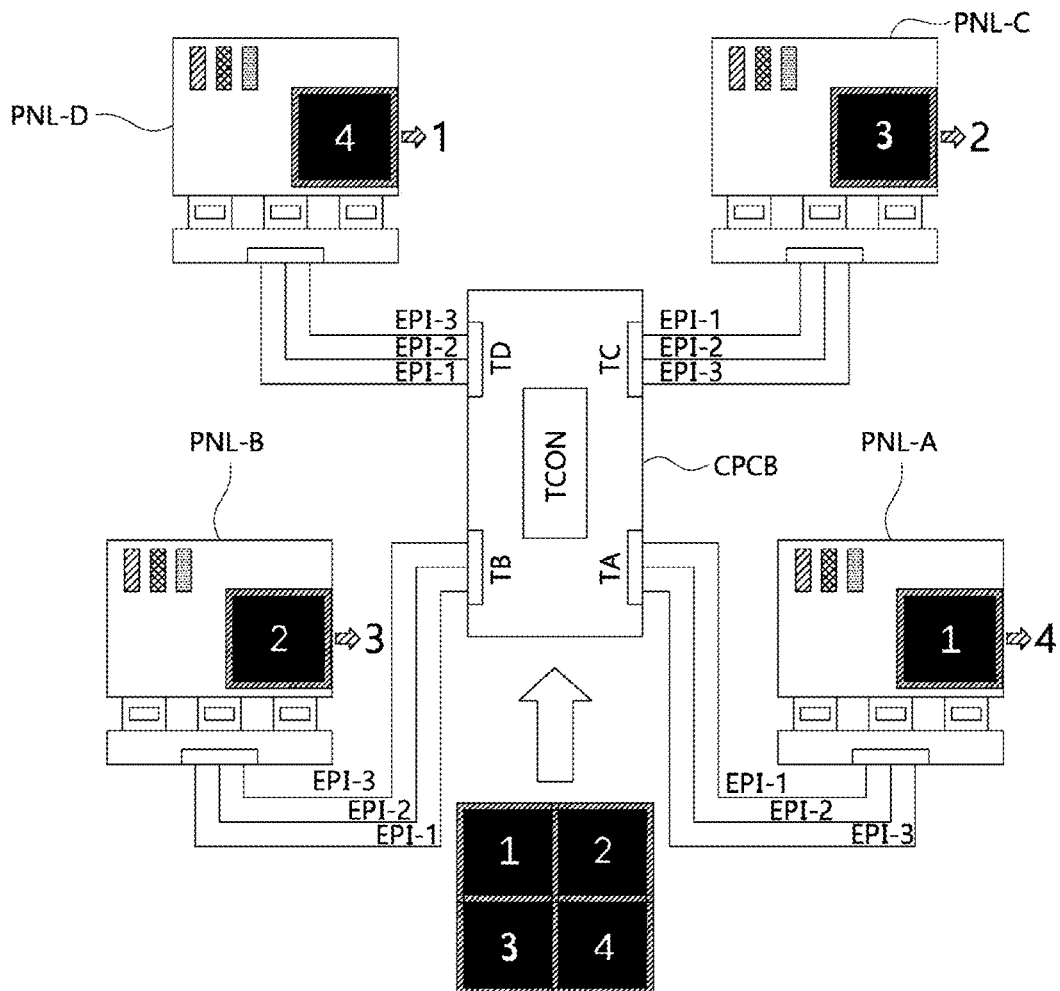 PNL-C
PNL-D
4
1
3
2
EPI-3
EPI-2
EPI-1
TD
TC
EPI-1
EPI-2
EPI-3
TCON
CPCB
PNL-B
PNL-A
TB
TA
2
3
1
4
EPI-3
EPI-2
EPI-1
EPI-1
EPI-2
EPI-3
1 2
3 4